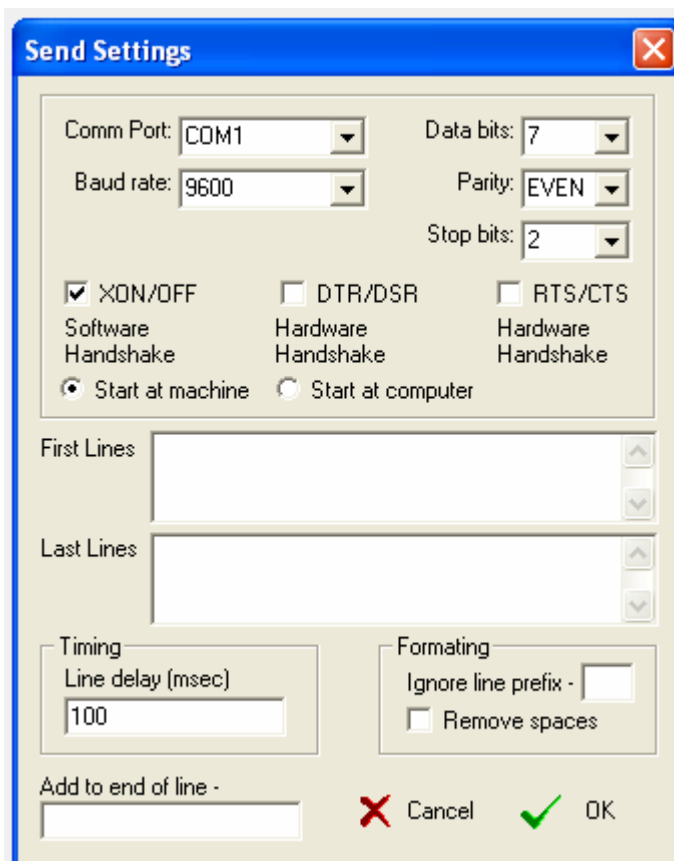 Send Settings
Comm Port: COM1 Data bits: 7
Baud rate: 9600 Parity: EVEN
Stop bits: 2
XON/OFF DTR/DSR RTS/CTS
Software Hardware Hardware
Handshake Handshake Handshake
Start at machine Start at computer
First Lines
Last Lines
Timing Formating
Line delay (msec) Ignore line prefix -
100 Remove spaces
Add to end of line -
Cancel OK